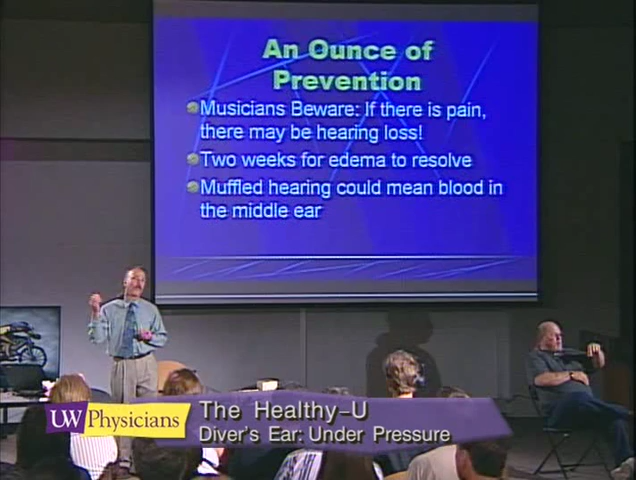 An Ounce of
Prevention
Musicians Beware: If there is pain,
there may be hearing loss!
Two weeks for edema to resolve
Muffled hearing could mean blood in
the middle ear
UW Physicians
The Healthy-U
Diver's Ear: Under Pressure